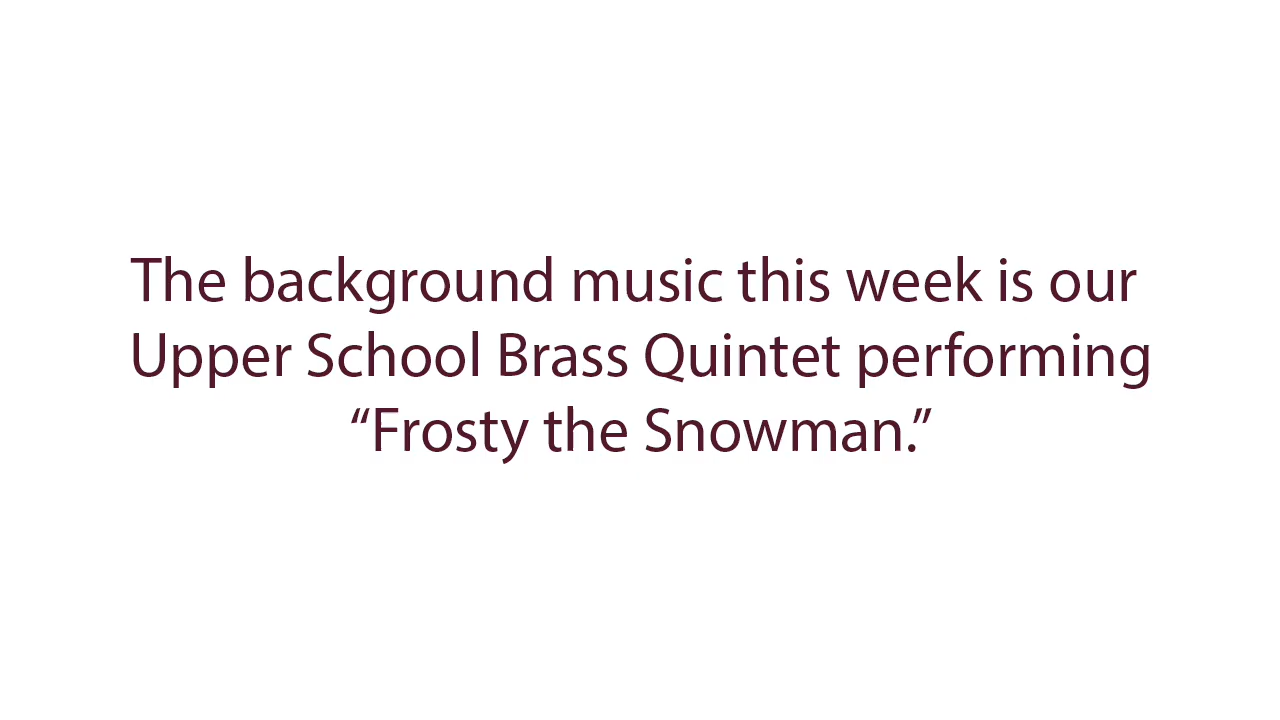 The background music this week is our
Upper School Brass Quintet performing
“Frosty the Snowman.”